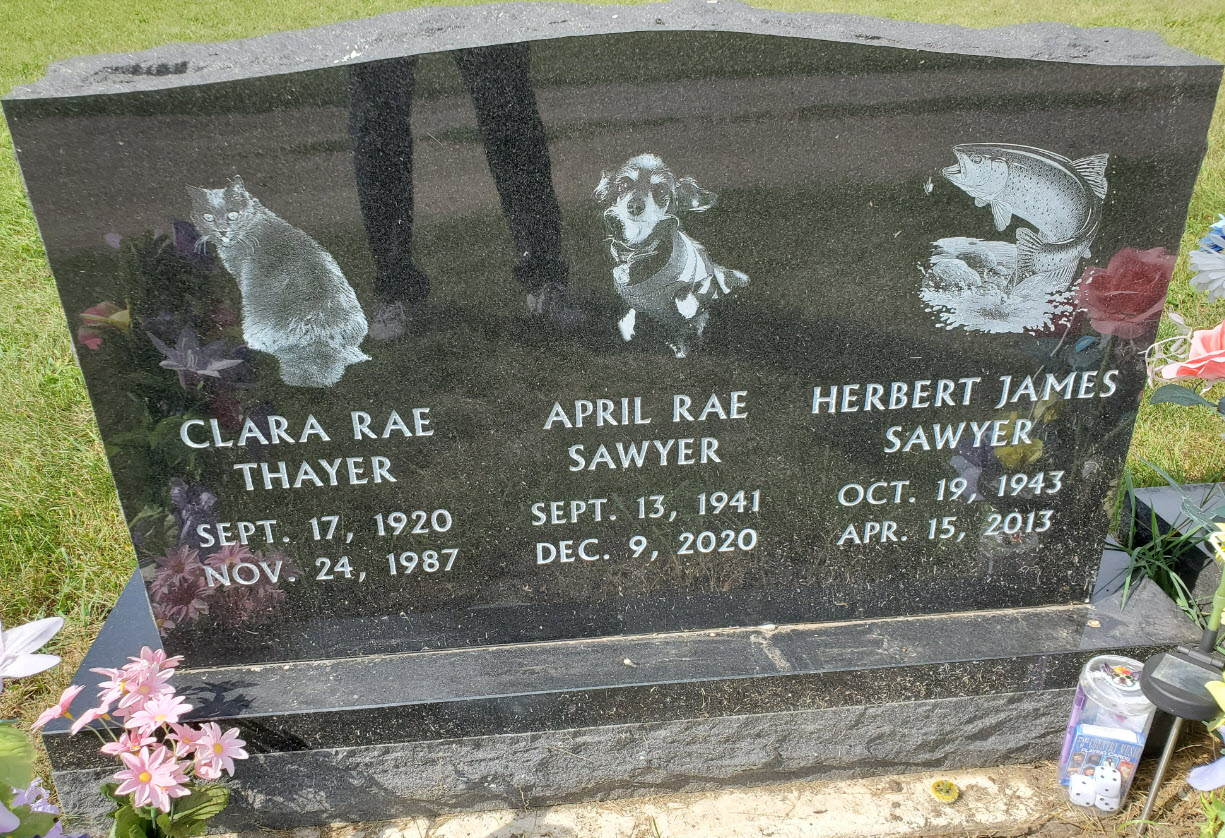 CLARA RAE
THAYER
SEPT. 17, 1920
NOV. 24, 1987
APRIL RAE
SAWYER
SEPT. 13, 1941
DEC. 9, 2020
HERBERT JAMES
SAWYER
OCT. 19, 1943
APR. 15, 2013